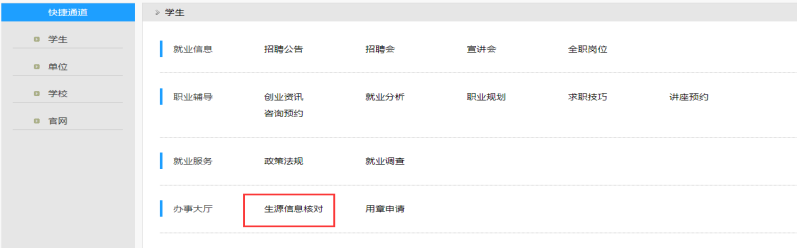 快捷通道
学生
单位
学校
官网
» 学生
就业信息 招聘公告 招聘会 宣讲会 全职岗位
职业辅导 创业资讯 就业分析 职业规划 求职技巧 讲座预约
咨询预约
就业服务 政策法规 就业调查
办事大厅 生源信息核对 用章申请